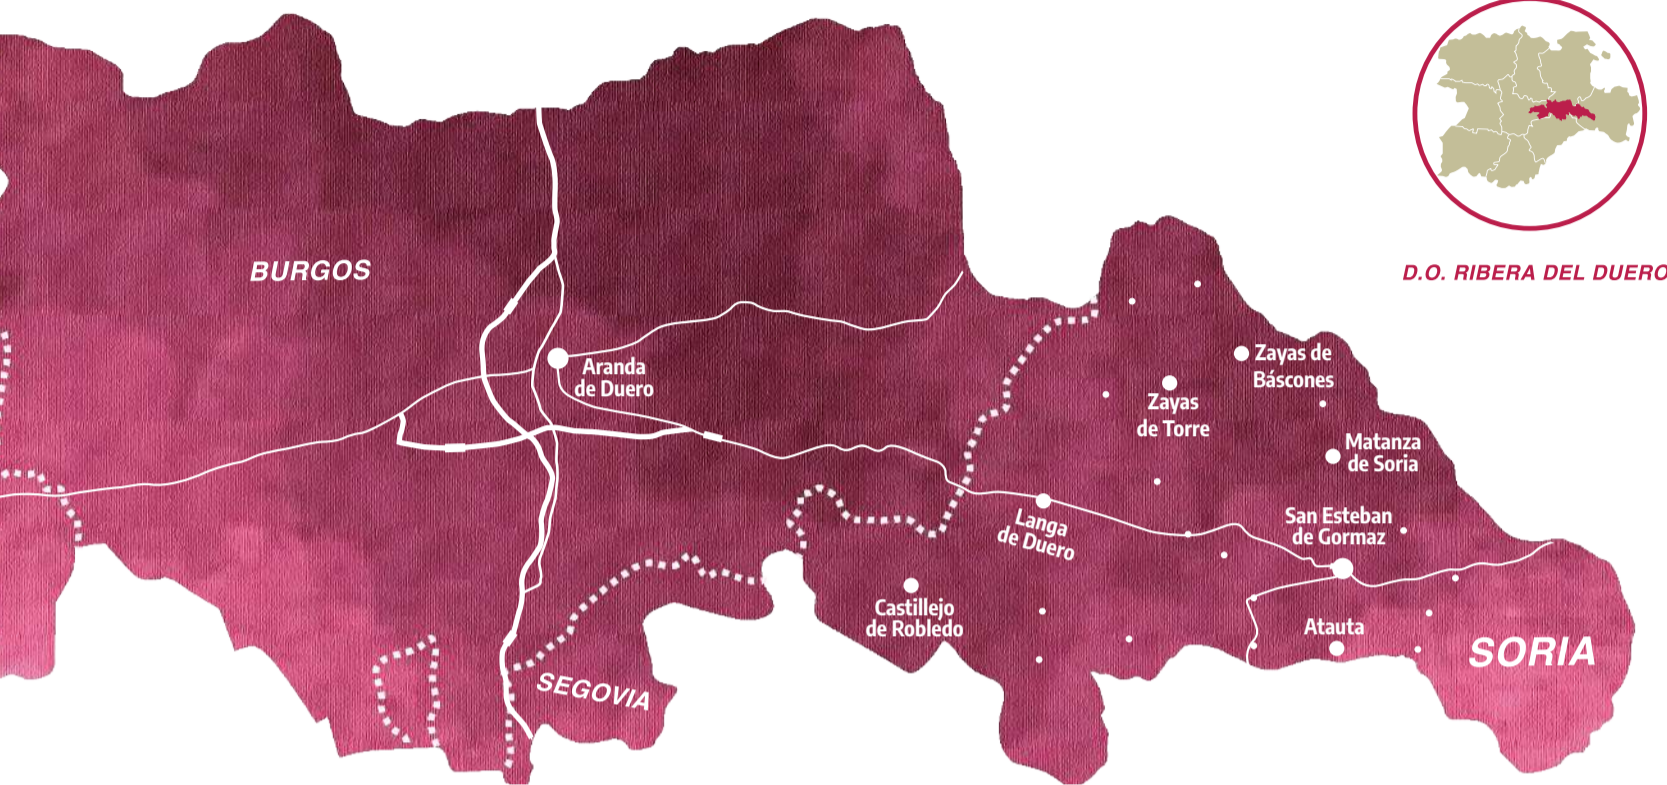 D.O. RIBERA DEL DUERO
BURGOS
Aranda
de Duero
Zayas de
Báscones
Zayas
de Torre
Matanza
de Soria
San Esteban
de Gormaz
Langa
de Duero
Castillejo
de Robledo
Atauta
SORIA
SEGOVIA